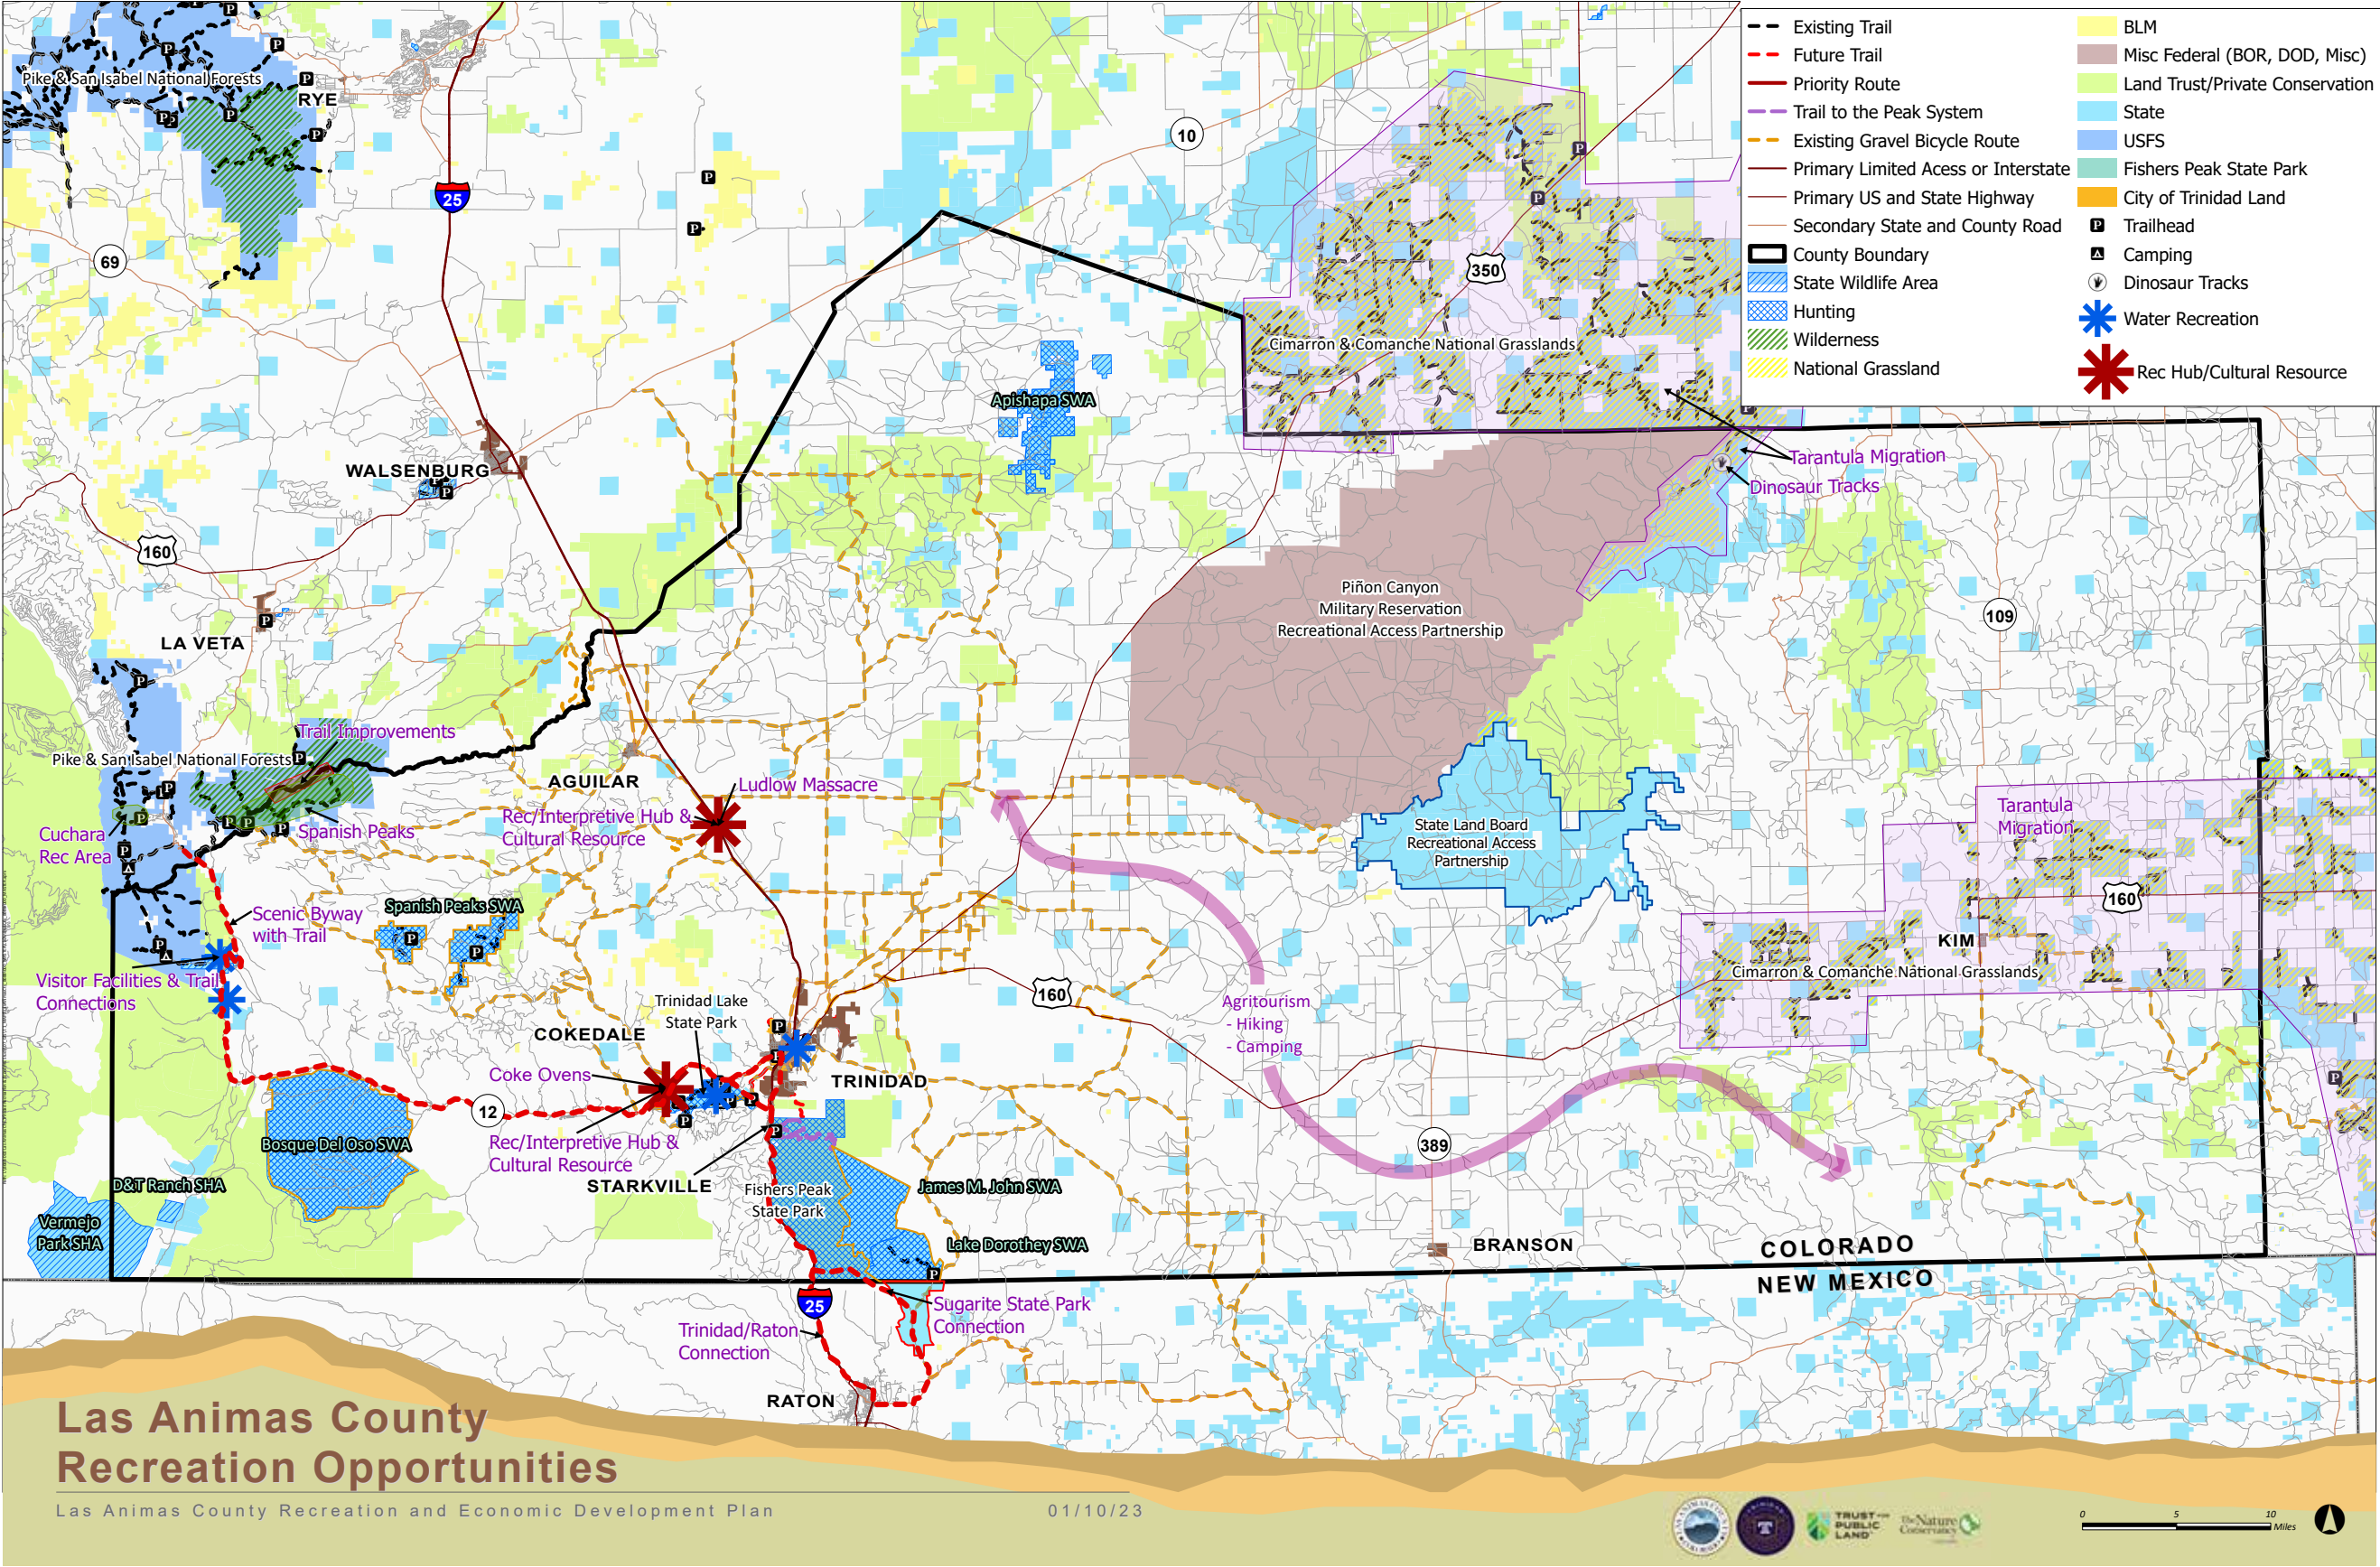 Existing Trail
Future Trail
Priority Route
Trail to the Peak System
Existing Gravel Bicycle Route
Primary Limited Acess or Interstate
Primary US and State Highway
Secondary State and County Road
County Boundary
State Wildlife Area
Hunting
Wilderness
National Grassland
BLM
Misc Federal (BOR, DOD, Misc)
Land Trust/Private Conservation
State
USFS
Fishers Peak State Park
City of Trinidad Land
P Trailhead
Camping
Dinosaur Tracks
Water Recreation
Rec Hub/Cultural Resource
Pike & San Isabel National Forests
RYE
25
10
69
350
Cimarron & Comanche National Grasslands
Apishapa SWA
WALSENBURG
Tarantula Migration
Dinosaur Tracks
160
Piñon Canyon
Military Reservation
Recreational Access Partnership
109
LA VETA
Trail Improvements
Pike & San Isabel National Forests
AGUILAR
Ludlow Massacre
Rec/Interpretive Hub &
Cultural Resource
Cuchara
Rec Area
Spanish Peaks
State Land Board
Recreational Access
Partnership
Tarantula
Migration
160
Spanish Peaks SWA
Scenic Byway
with Trail
KIM
Cimarron & Comanche National Grasslands
Visitor Facilities & Trail
Connections
160
Trinidad Lake
State Park
Agritourism
- Hiking
- Camping
COKEDALE
Coke Ovens
TRINIDAD
12
Bosque Del Oso SWA
Rec/Interpretive Hub &
Cultural Resource
389
STARKVILLE
D&T Ranch SHA
Fishers Peak
State Park
James M. John SWA
Vermejo
Park SHA
Lake Dorothey SWA
BRANSON
COLORADO
NEW MEXICO
25
Sugarite State Park
Connection
Trinidad/Raton
Connection
RATON
Las Animas County
Recreation Opportunities
Las Animas County Recreation and Economic Development Plan
01/10/23
TRUST FOR
PUBLIC
LAND
The Nature
Conservancy
0 5 10
Miles